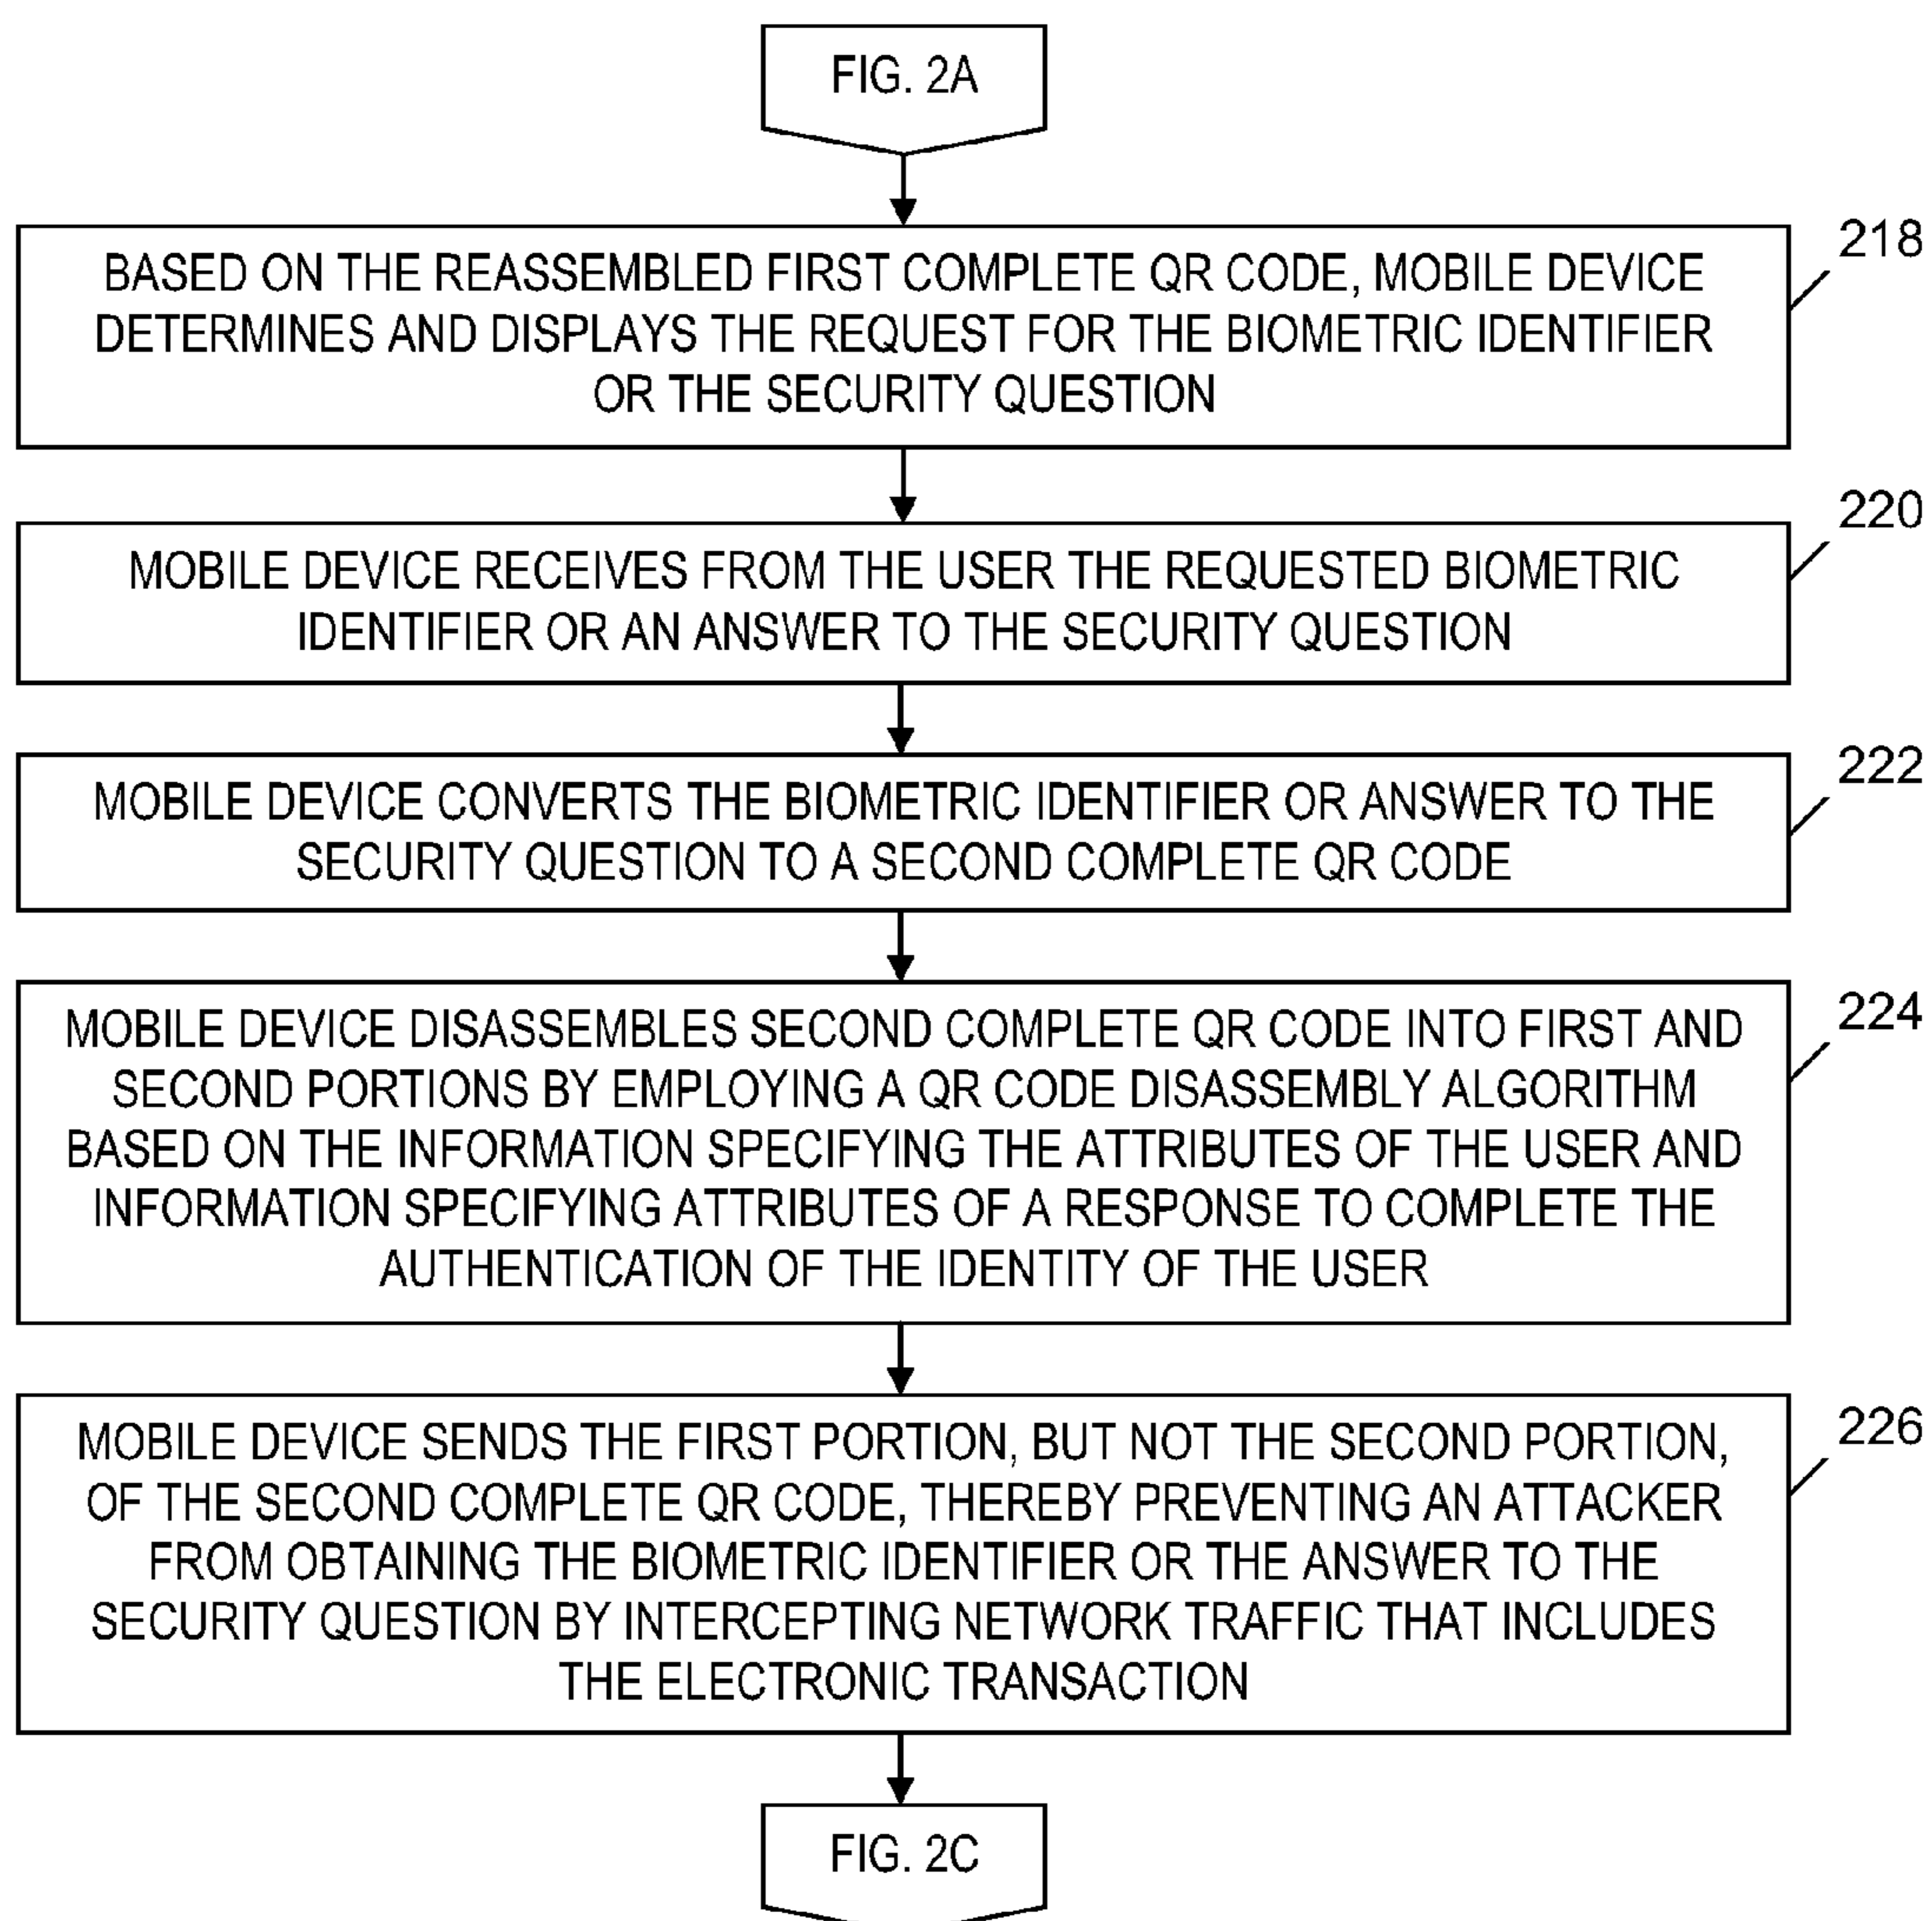 FIG. 2A
218
BASED ON THE REASSEMBLED FIRST COMPLETE QR CODE, MOBILE DEVICE
DETERMINES AND DISPLAYS THE REQUEST FOR THE BIOMETRIC IDENTIFIER
OR THE SECURITY QUESTION
220
MOBILE DEVICE RECEIVES FROM THE USER THE REQUESTED BIOMETRIC
IDENTIFIER OR AN ANSWER TO THE SECURITY QUESTION
222
MOBILE DEVICE CONVERTS THE BIOMETRIC IDENTIFIER OR ANSWER TO THE
SECURITY QUESTION TO A SECOND COMPLETE QR CODE
224
MOBILE DEVICE DISASSEMBLES SECOND COMPLETE QR CODE INTO FIRST AND
SECOND PORTIONS BY EMPLOYING A QR CODE DISASSEMBLY ALGORITHM
BASED ON THE INFORMATION SPECIFYING THE ATTRIBUTES OF THE USER AND
INFORMATION SPECIFYING ATTRIBUTES OF A RESPONSE TO COMPLETE THE
AUTHENTICATION OF THE IDENTITY OF THE USER
226
MOBILE DEVICE SENDS THE FIRST PORTION, BUT NOT THE SECOND PORTION,
OF THE SECOND COMPLETE QR CODE, THEREBY PREVENTING AN ATTACKER
FROM OBTAINING THE BIOMETRIC IDENTIFIER OR THE ANSWER TO THE
SECURITY QUESTION BY INTERCEPTING NETWORK TRAFFIC THAT INCLUDES
THE ELECTRONIC TRANSACTION
FIG. 2C